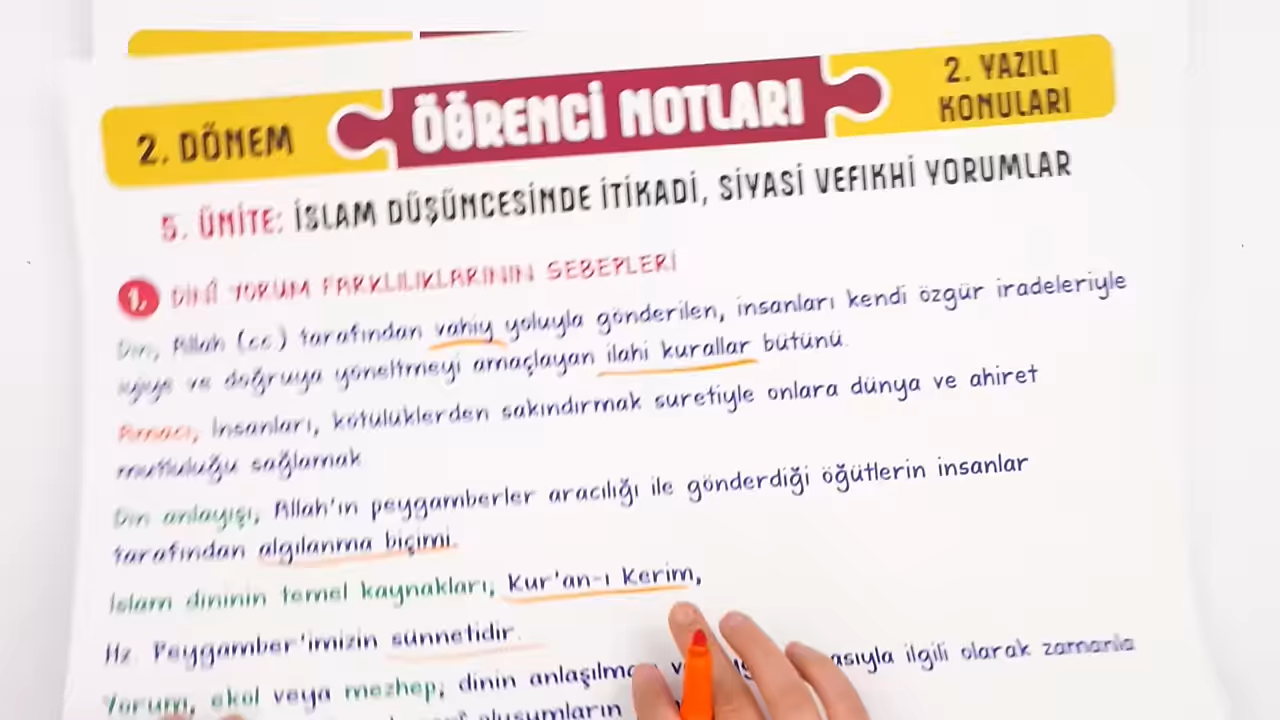 2. DÖNEM
ÖĞRENCİ NOTLARI
2. YAZILI
KONULARI
5. ÜNİTE: İSLAM DÜŞÜNCESİNDE İTİKADİ, SİYASİ VEFIKHİ YORUMLAR
1. DİNÎ YORUM FARKLILIKLARININ SEBEPLERİ
Din, Allah (cc) tarafından vahiy yoluyla gönderilen, insanları kendi özgür iradeleriyle
iyiye ve doğruya yöneltmeyi amaçlayan ilahi kurallar bütünü.
Amacı, İnsanları, kötülüklerden sakındırmak suretiyle onlara dünya ve ahiret
mutluluğu sağlamak
Din anlayışı, Allah'ın peygamberler aracılığı ile gönderdiği öğütlerin insanlar
tarafından algılanma biçimi.
İslam dininin temel kaynakları, Kur'an-ı Kerim,
Hz. Peygamber'imizin sünnetidir.
Yorum, ekol veya mezhep; dinin ilgili olarak zamanla
oluşumların